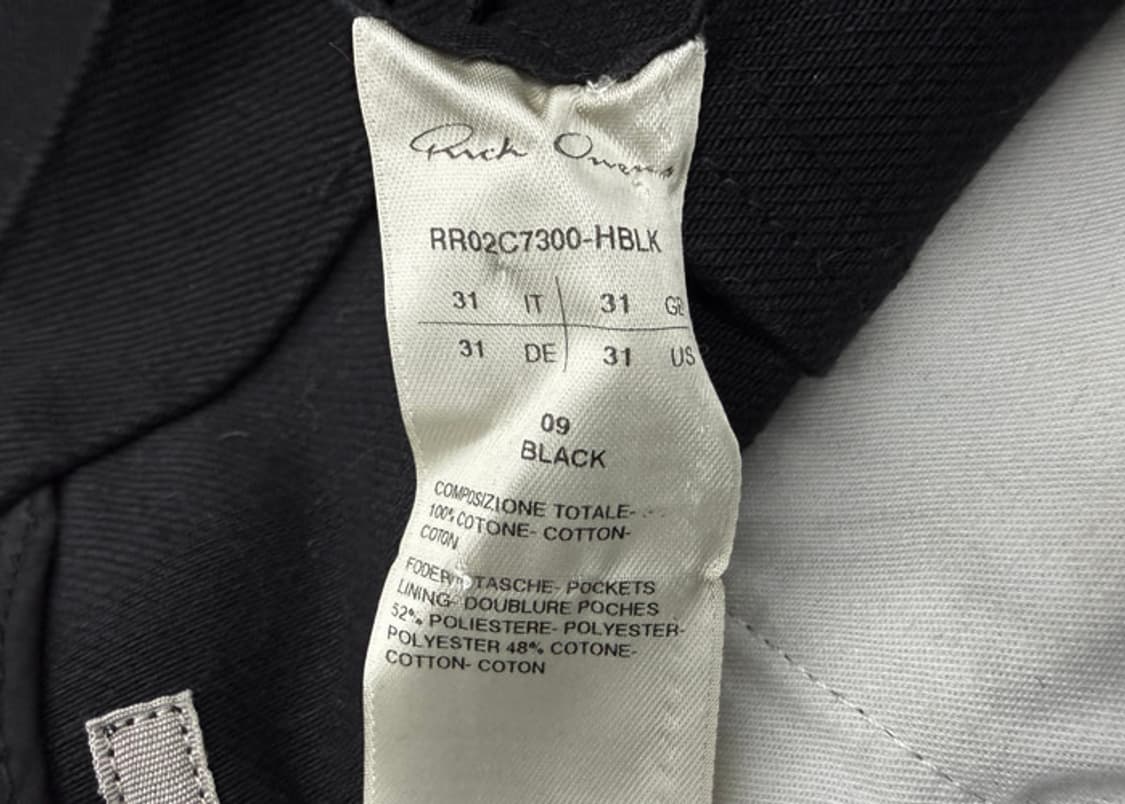 Rick Owens
RR02C7300-HBLK
31 IT 31 GB
31 DE 31 US
09
BLACK
COMPOSIZIONE TOTALE-
100% COTONE- COTTON-
COTON
TASCHE- POCKETS
LINING- DOUBLURE POCHES
52% POLIESTERE- POLYESTER-
POLYESTER 48% COTONE-
COTTON- COTON